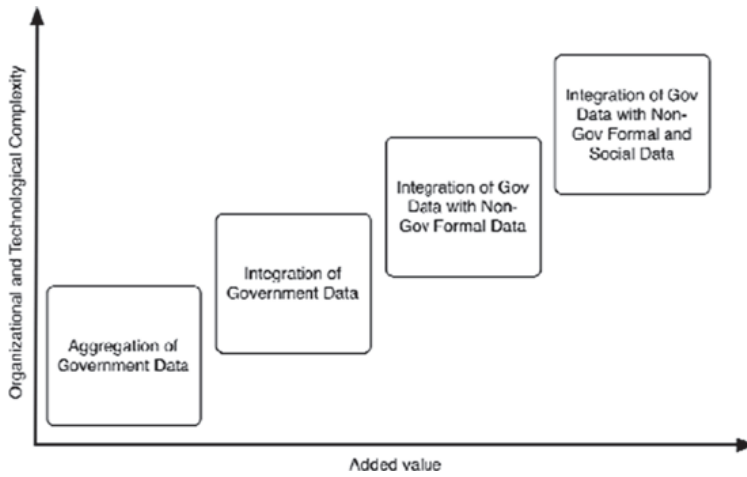 Organizational and Technological Complexity
Integration of Gov
Data with Non-
Gov Formal and
Social Data
Integration of Gov
Data with Non-
Gov Formal Data
Integration of
Government Data
Aggregation of
Government Data
Added value